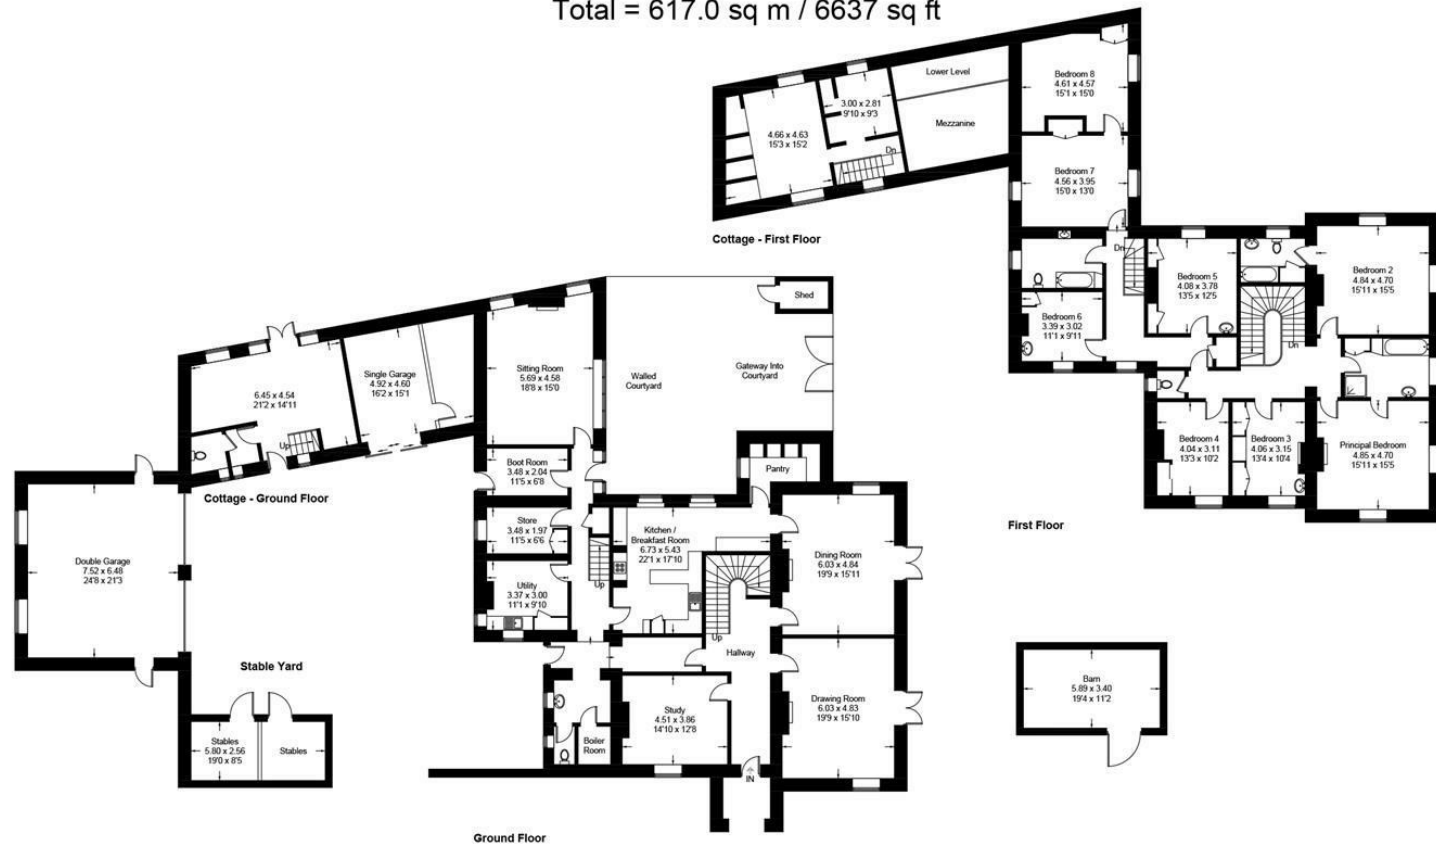 Total = 617.0 sq m / 6637 sq ft
Lower Level
Mezzanine
3.00 x 2.81
9'10 x 9'3
4.66 x 4.63
15'3 x 15'2
Dn
Cottage - First Floor
Bedroom 8
4.61 x 4.57
15'1 x 15'0
Bedroom 7
4.56 x 3.95
15'0 x 13'0
Dn
Bedroom 5
4.08 x 3.78
13'5 x 12'5
Bedroom 2
4.84 x 4.70
15'11 x 15'5
Bedroom 6
3.39 x 3.02
11'1 x 9'11
Dn
Bedroom 4
4.04 x 3.11
13'3 x 10'2
Bedroom 3
4.06 x 3.15
13'4 x 10'4
Principal Bedroom
4.85 x 4.70
15'11 x 15'5
First Floor
Shed
Walled
Courtyard
Gateway Into
Courtyard
Sitting Room
5.69 x 4.58
18'8 x 15'0
Single Garage
4.92 x 4.60
16'2 x 15'1
6.45 x 4.54
21'2 x 14'11
Up
Cottage - Ground Floor
Boot Room
3.48 x 2.04
11'5 x 6'8
Pantry
Store
3.48 x 1.97
11'5 x 6'6
Kitchen /
Breakfast Room
6.73 x 5.43
22'1 x 17'10
Dining Room
6.03 x 4.84
19'9 x 15'11
Double Garage
7.52 x 6.48
24'8 x 21'3
Utility
3.37 x 3.00
11'1 x 9'10
Up
Up
Hallway
Stable Yard
Drawing Room
6.03 x 4.83
19'9 x 15'10
Study
4.51 x 3.86
14'10 x 12'8
Boiler
Room
IN
Stables
5.80 x 2.56
19'0 x 8'5
Stables
Barn
5.89 x 3.40
19'4 x 11'2
Ground Floor